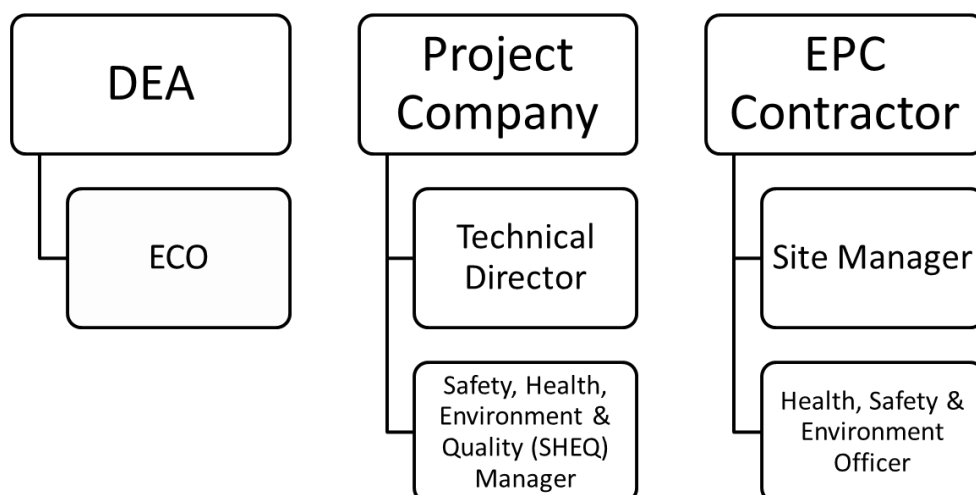 DEA
ECO
Project
Company
Technical
Director
Safety, Health,
Environment &
Quality (SHEQ)
Manager
EPC
Contractor
Site Manager
Health, Safety &
Environment
Officer